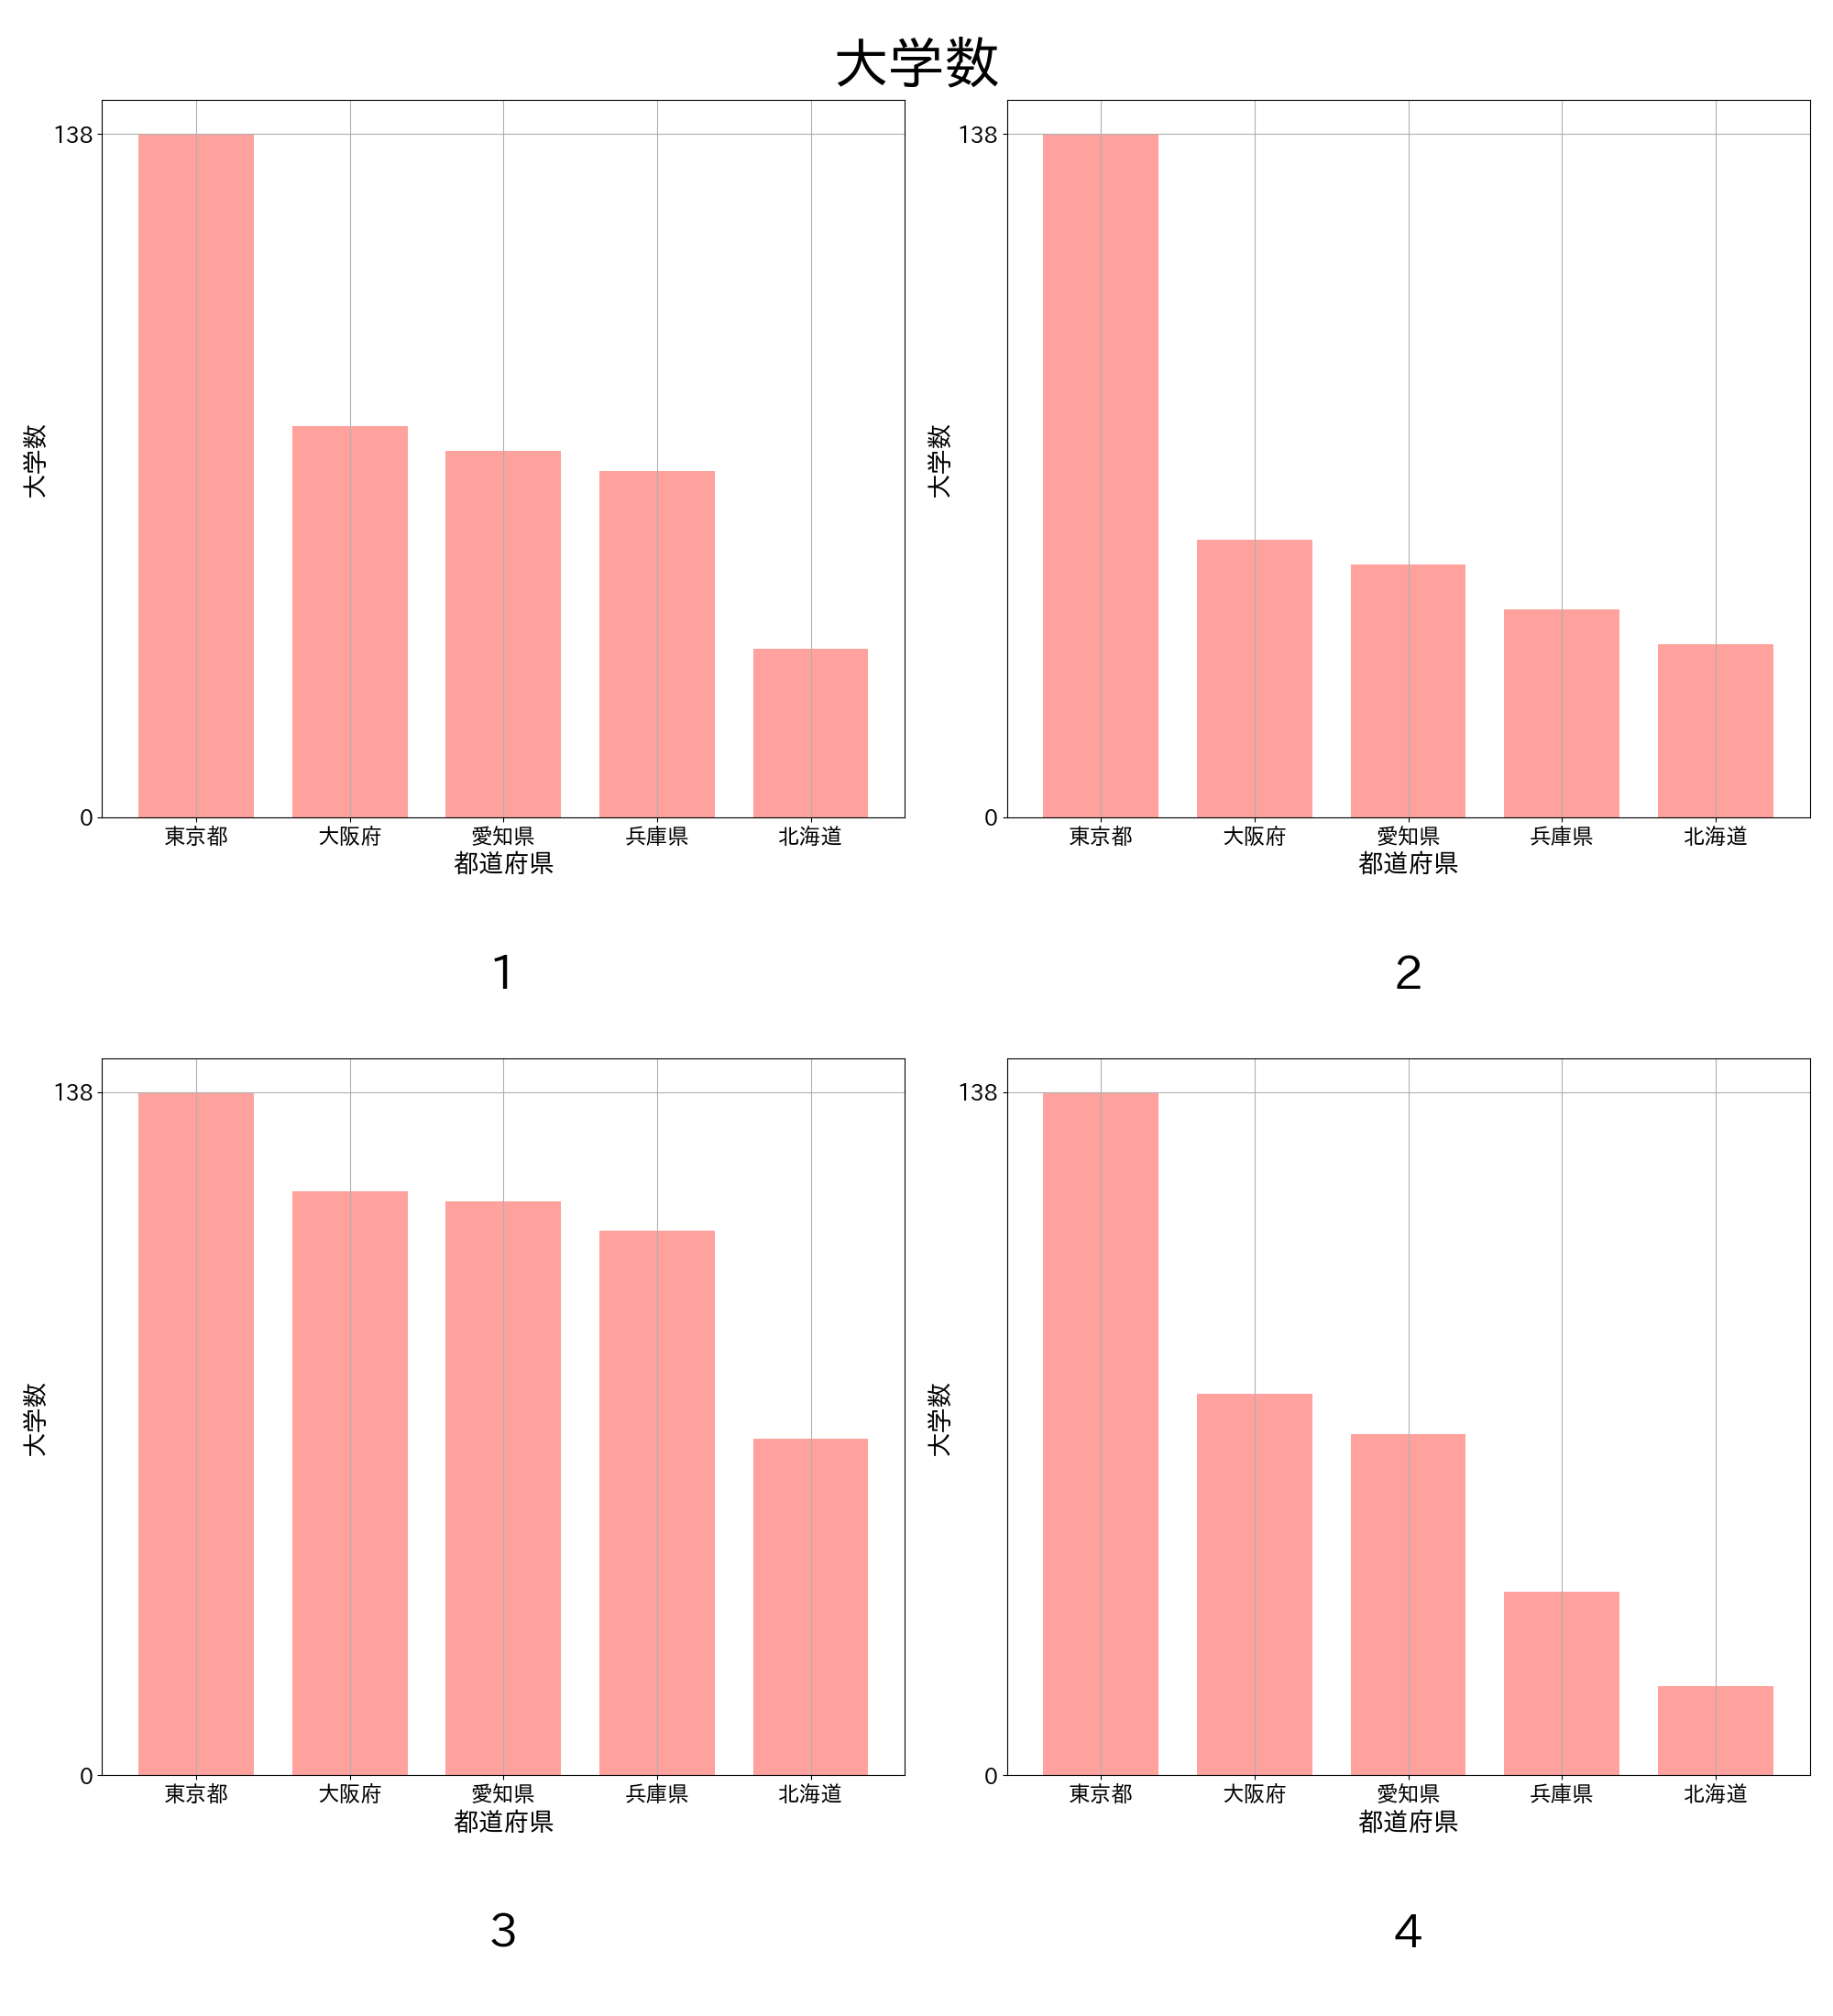 大学数
138
0
大学数
東京都 大阪府 愛知県 兵庫県 北海道
都道府県
1
138
0
大学数
東京都 大阪府 愛知県 兵庫県 北海道
都道府県
2
138
0
大学数
東京都 大阪府 愛知県 兵庫県 北海道
都道府県
3
138
0
大学数
東京都 大阪府 愛知県 兵庫県 北海道
都道府県
4